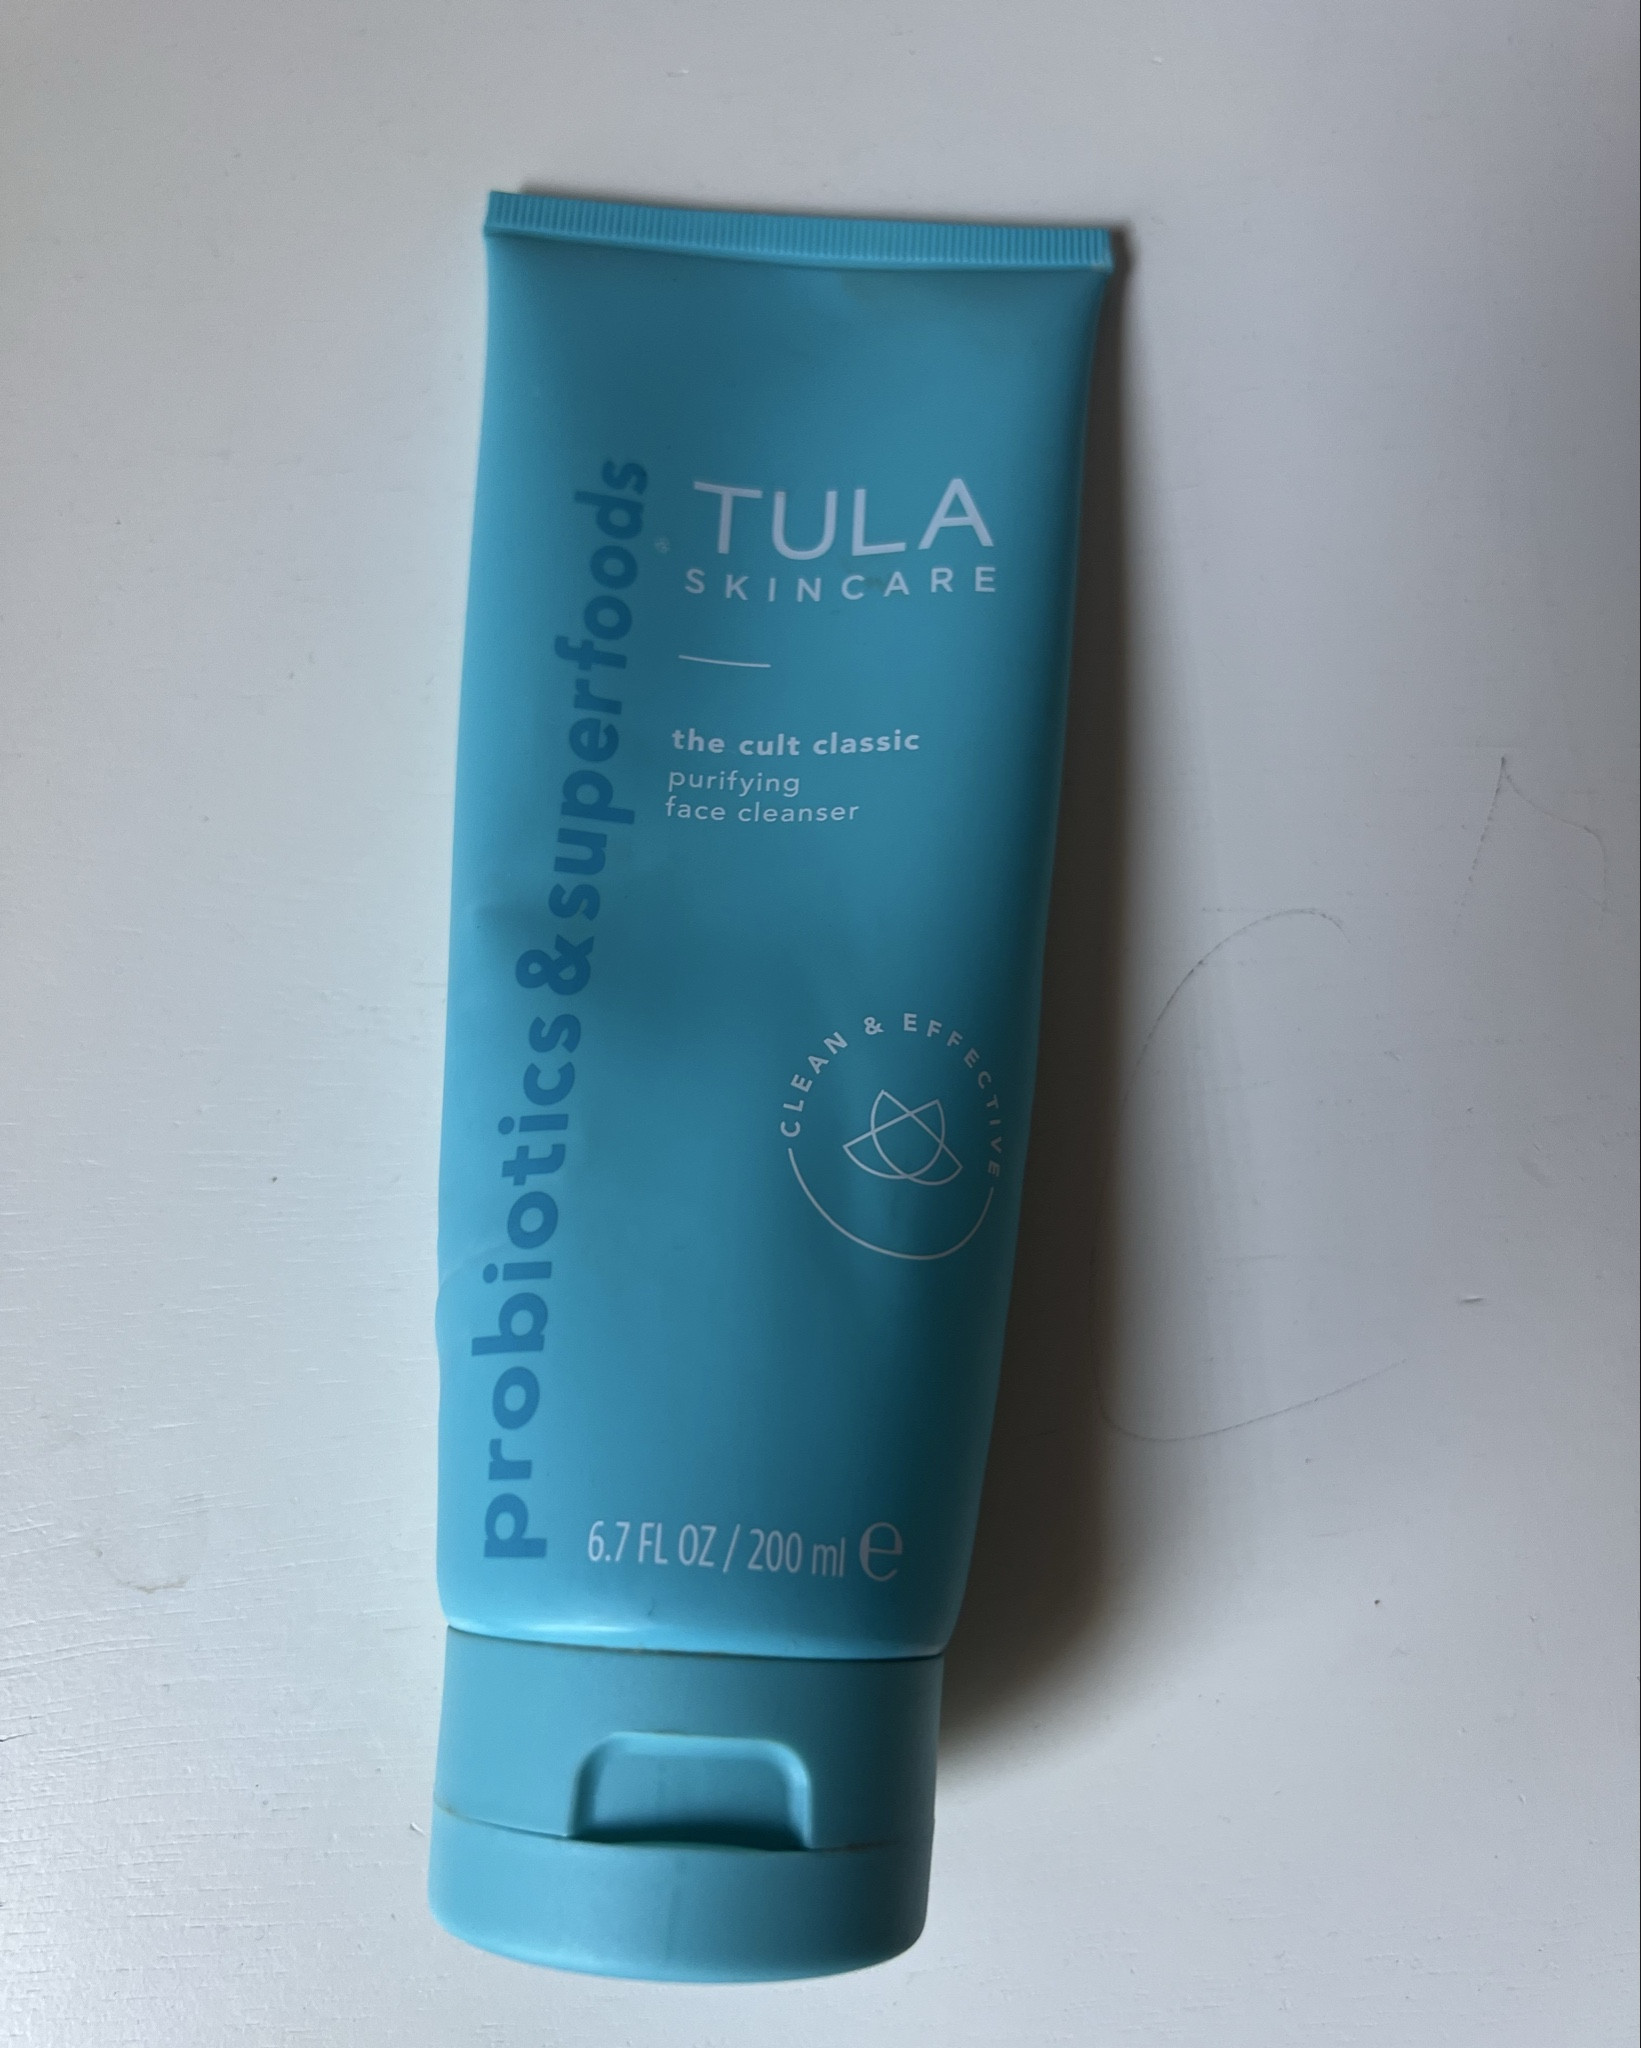 TULA
SKINCARE
the cult classic
purifying
face cleanser
probiotics & superfoods
CLEAN & EFFECTIVE
6.7 FL OZ / 200 ml ℮